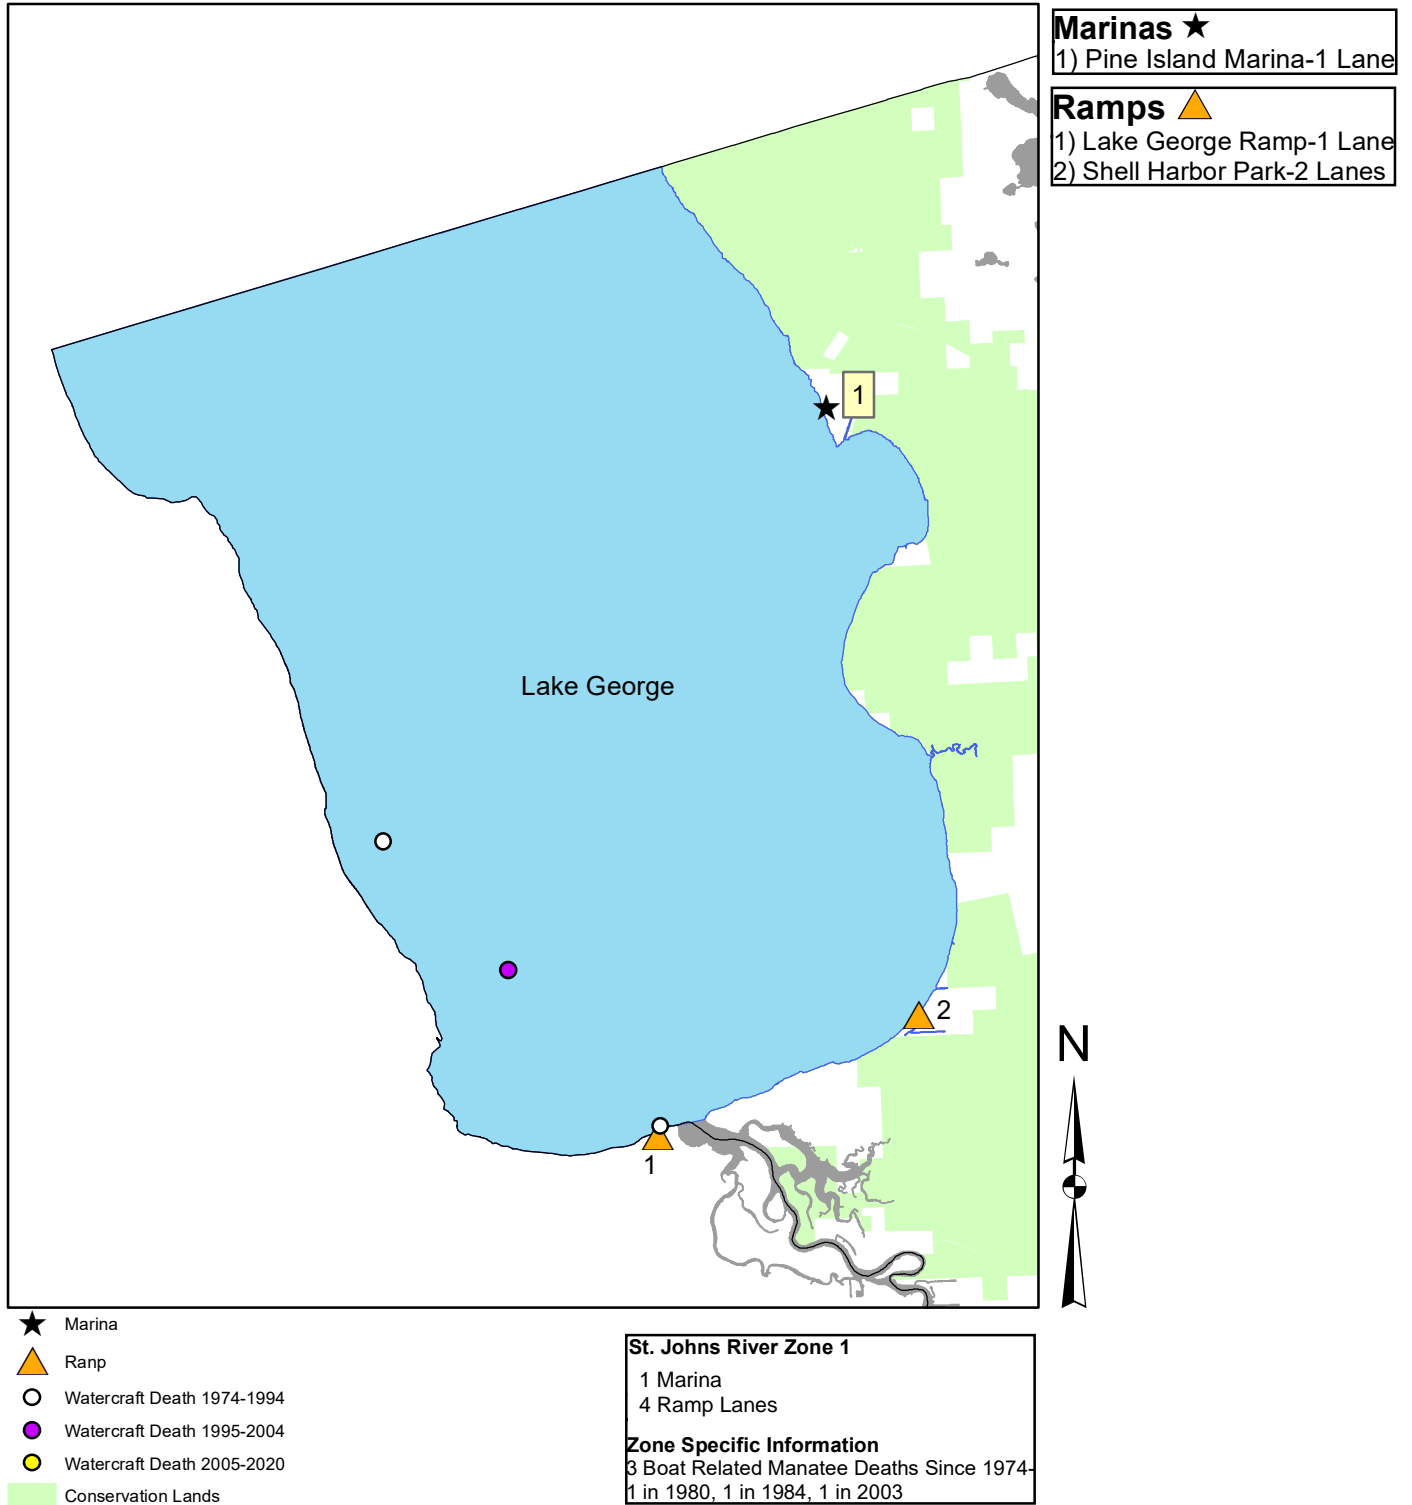 Marinas
1) Pine Island Marina-1 Lane
Ramps
1) Lake George Ramp-1 Lane
2) Shell Harbor Park-2 Lanes
1
Lake George
2
1
N
Marina
Ranp
Watercraft Death 1974-1994
Watercraft Death 1995-2004
Watercraft Death 2005-2020
Conservation Lands
St. Johns River Zone 1
1 Marina
4 Ramp Lanes
Zone Specific Information
3 Boat Related Manatee Deaths Since 1974-
1 in 1980, 1 in 1984, 1 in 2003